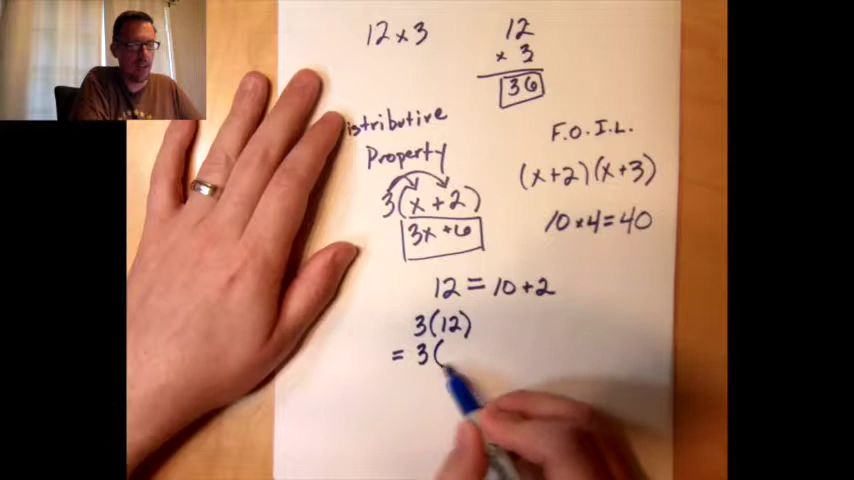 12 x 3
12
x 3
36
istributive
Property
3(x + 2)
3x + 6
F.O.I.L.
(x+2)(x+3)
10 x 4 = 40
12 = 10 + 2
3(12)
= 3(